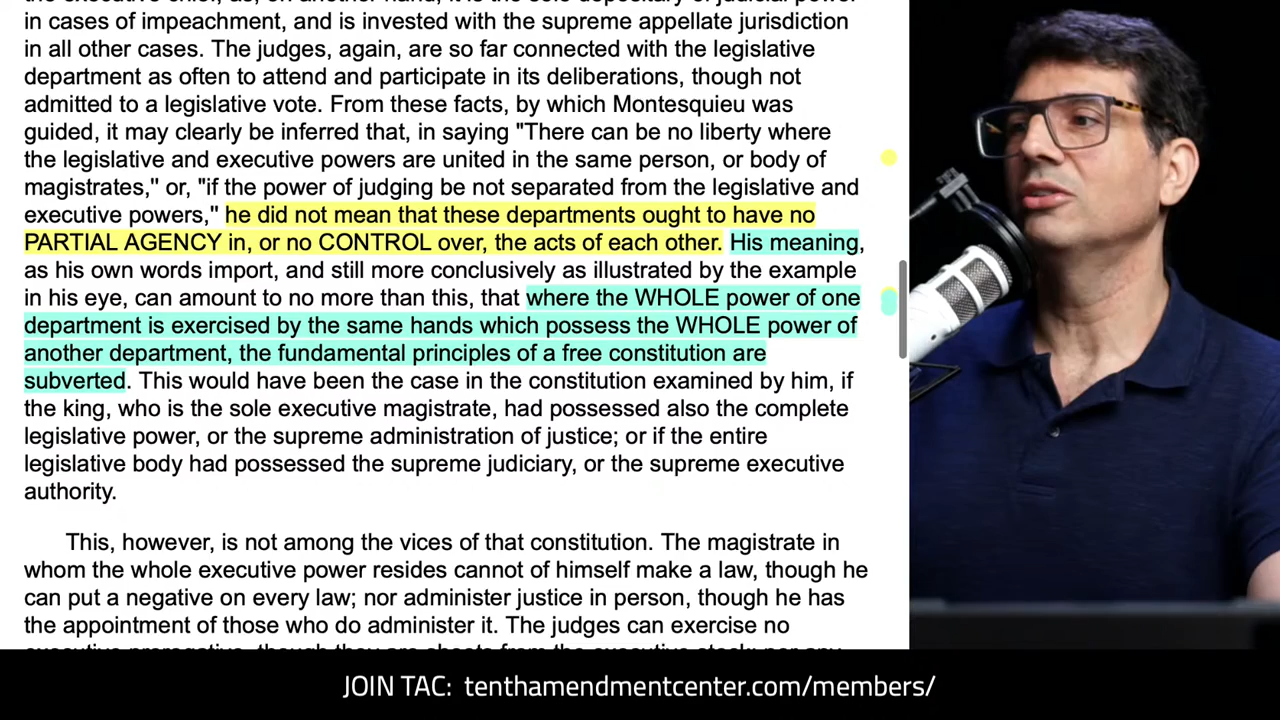 in cases of impeachment, and is invested with the supreme appellate jurisdiction
in all other cases. The judges, again, are so far connected with the legislative
department as often to attend and participate in its deliberations, though not
admitted to a legislative vote. From these facts, by which Montesquieu was
guided, it may clearly be inferred that, in saying "There can be no liberty where
the legislative and executive powers are united in the same person, or body of
magistrates," or, "if the power of judging be not separated from the legislative and
executive powers," he did not mean that these departments ought to have no
PARTIAL AGENCY in, or no CONTROL over, the acts of each other. His meaning,
as his own words import, and still more conclusively as illustrated by the example
in his eye, can amount to no more than this, that where the WHOLE power of one
department is exercised by the same hands which possess the WHOLE power of
another department, the fundamental principles of a free constitution are
subverted. This would have been the case in the constitution examined by him, if
the king, who is the sole executive magistrate, had possessed also the complete
legislative power, or the supreme administration of justice; or if the entire
legislative body had possessed the supreme judiciary, or the supreme executive
authority.
This, however, is not among the vices of that constitution. The magistrate in
whom the whole executive power resides cannot of himself make a law, though he
can put a negative on every law; nor administer justice in person, though he has
the appointment of those who do administer it. The judges can exercise no
JOIN TAC: tenthamendmentcenter.com/members/